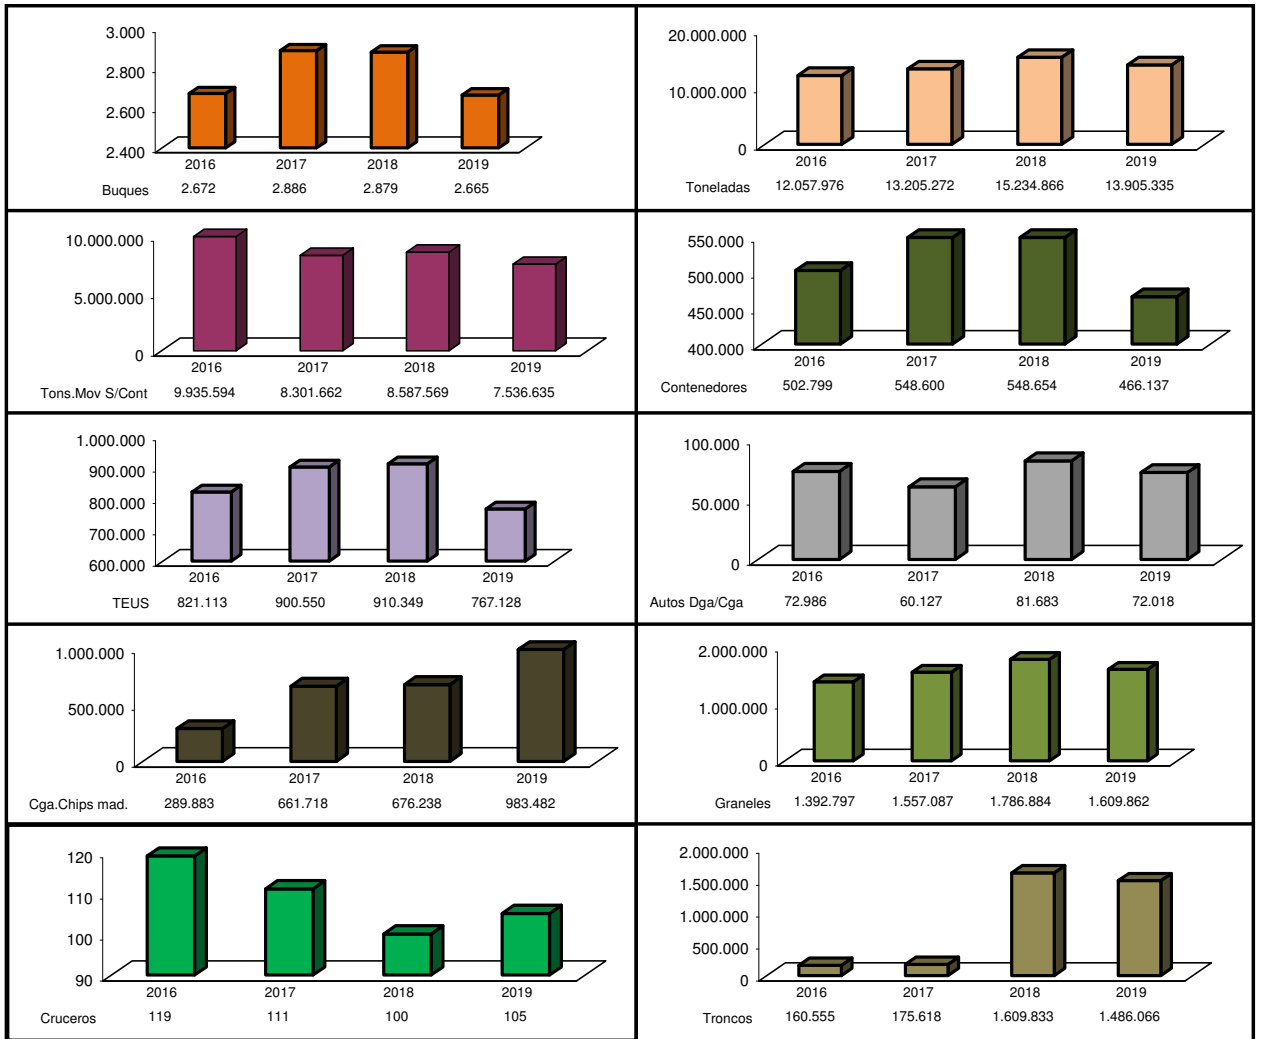 3.000
2.800
2.600
2.400
2016 2017 2018 2019
Buques 2.672 2.886 2.879 2.665
20.000.000
10.000.000
0
2016 2017 2018 2019
Toneladas 12.057.976 13.205.272 15.234.866 13.905.335
10.000.000
5.000.000
0
2016 2017 2018 2019
Tons.Mov S/Cont 9.935.594 8.301.662 8.587.569 7.536.635
550.000
500.000
450.000
400.000
2016 2017 2018 2019
Contenedores 502.799 548.600 548.654 466.137
1.000.000
900.000
800.000
700.000
600.000
2016 2017 2018 2019
TEUS 821.113 900.550 910.349 767.128
100.000
50.000
0
2016 2017 2018 2019
Autos Dga/Cga 72.986 60.127 81.683 72.018
1.000.000
500.000
0
2016 2017 2018 2019
Cga.Chips mad. 289.883 661.718 676.238 983.482
2.000.000
1.000.000
0
2016 2017 2018 2019
Graneles 1.392.797 1.557.087 1.786.884 1.609.862
120
110
100
90
2016 2017 2018 2019
Cruceros 119 111 100 105
2.000.000
1.500.000
1.000.000
500.000
0
2016 2017 2018 2019
Troncos 160.555 175.618 1.609.833 1.486.066